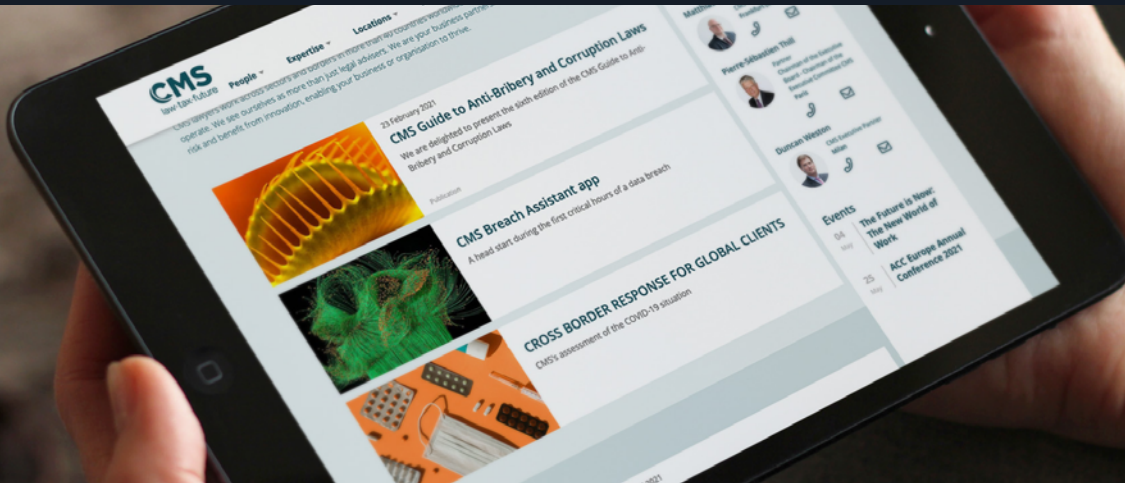 CMS
law·tax·future
People
Expertise
Locations
CMS lawyers work across sectors and borders in more than 40 countries
operate. We see ourselves as more than just legal advisers. We are your business partners
risk and benefit from innovation, enabling your business or organisation to thrive.
23 February 2021
CMS Guide to Anti-Bribery and Corruption Laws
We are delighted to present the sixth edition of the CMS Guide to Anti-
Bribery and Corruption Laws
Publication
CMS Breach Assistant app
A head start during the first critical hours of a data breach
CROSS BORDER RESPONSE FOR GLOBAL CLIENTS
CMS's assessment of the COVID-19 situation
Pierre-Sébastien Thill
Partner
Chairman of the Executive
Board - Chairman of the
Executive Committee CMS
Paris
Duncan Weston
CMS Executive Partner
Milan
Events
04
May
The Future is Now:
The New World of
Work
25
May
ACC Europe Annual
Conference 2021
2021